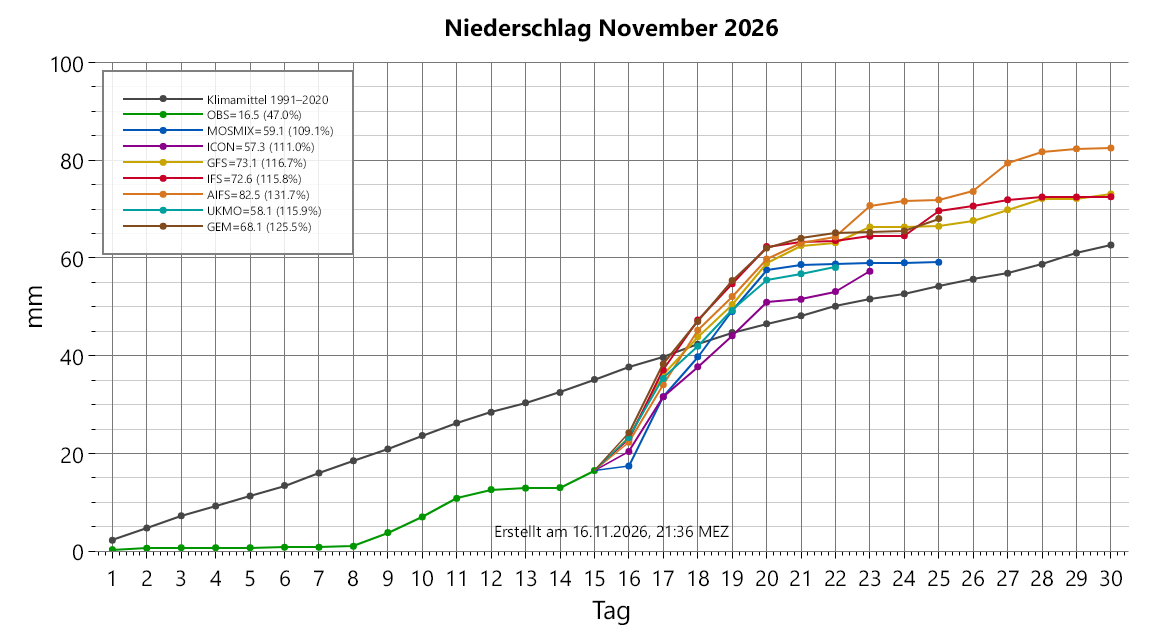 Niederschlag November 2026
100
80
60
40
20
0
mm
Klimamittel 1991–2020
OBS=16.5 (47.0%)
MOSMIX=59.1 (109.1%)
ICON=57.3 (111.0%)
GFS=73.1 (116.7%)
IFS=72.6 (115.8%)
AIFS=82.5 (131.7%)
UKMO=58.1 (115.9%)
GEM=68.1 (125.5%)
Erstellt am 16.11.2026, 21:36 MEZ
1 2 3 4 5 6 7 8 9 10 11 12 13 14 15 16 17 18 19 20 21 22 23 24 25 26 27 28 29 30
Tag